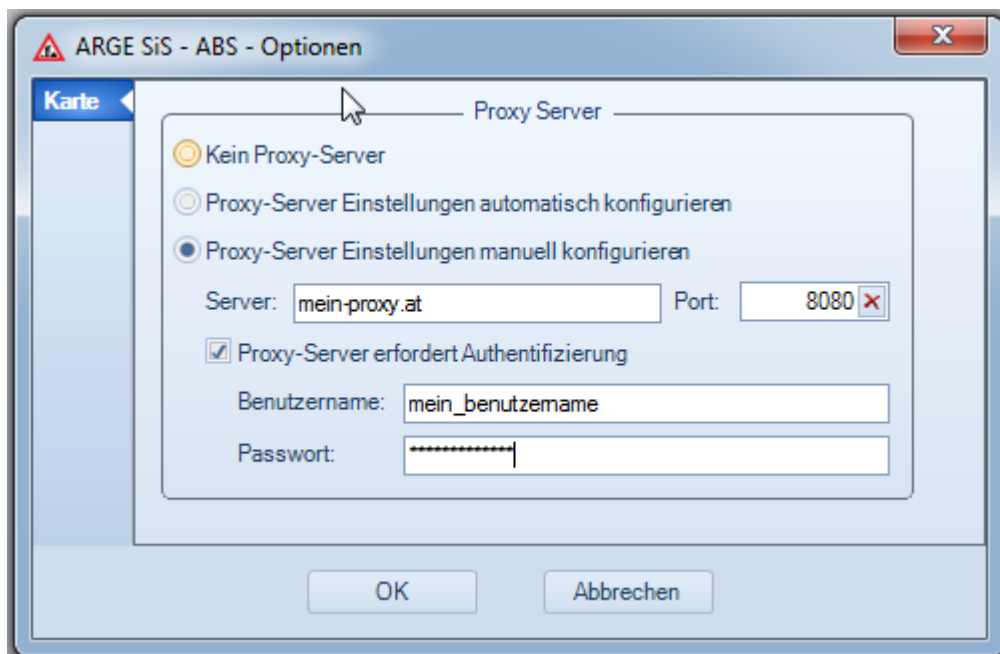 ARGE SiS - ABS - Optionen
Karte
Proxy Server
Kein Proxy-Server
Proxy-Server Einstellungen automatisch konfigurieren
Proxy-Server Einstellungen manuell konfigurieren
Server: mein-proxy.at Port: 8080
Proxy-Server erfordert Authentifizierung
Benutzername: mein_benutzername
Passwort: *************
OK Abbrechen